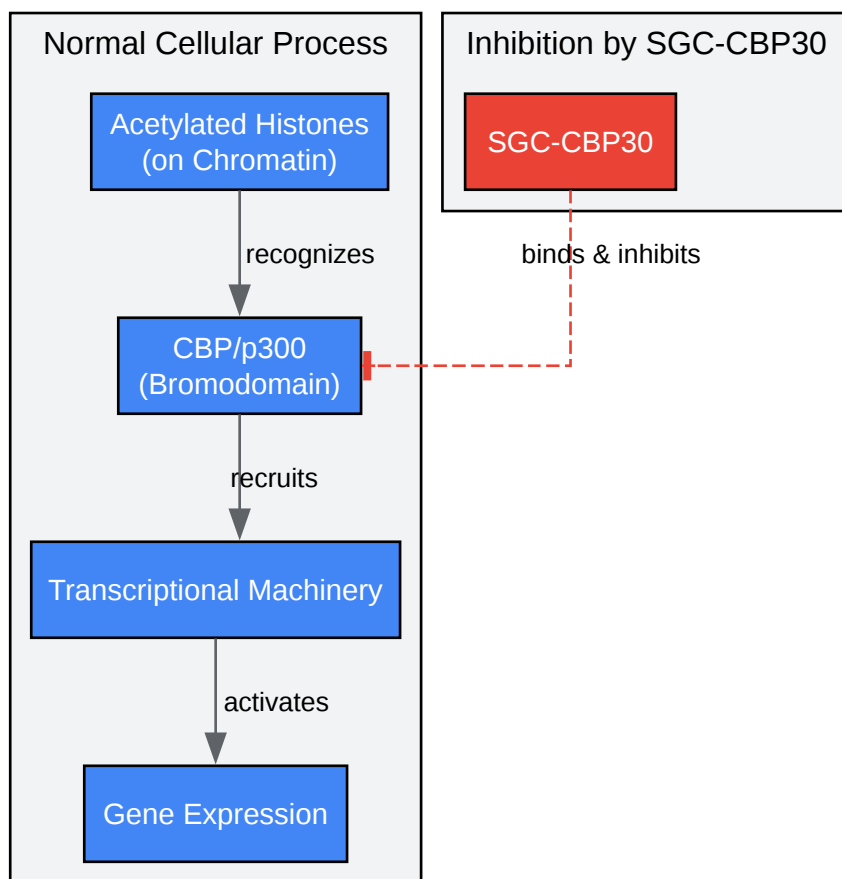 Normal Cellular Process
Acetylated Histones
(on Chromatin)
recognizes
CBP/p300
(Bromodomain)
recruits
Transcriptional Machinery
activates
Gene Expression
Inhibition by SGC-CBP30
SGC-CBP30
binds & inhibits